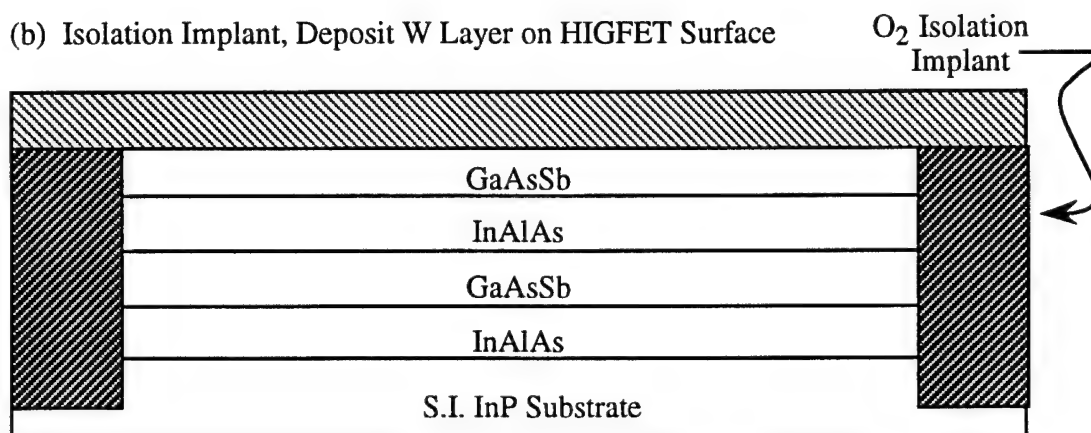 (b) Isolation Implant, Deposit W Layer on HIGFET Surface
O2 Isolation
Implant
GaAsSb
InAlAs
GaAsSb
InAlAs
S.I. InP Substrate